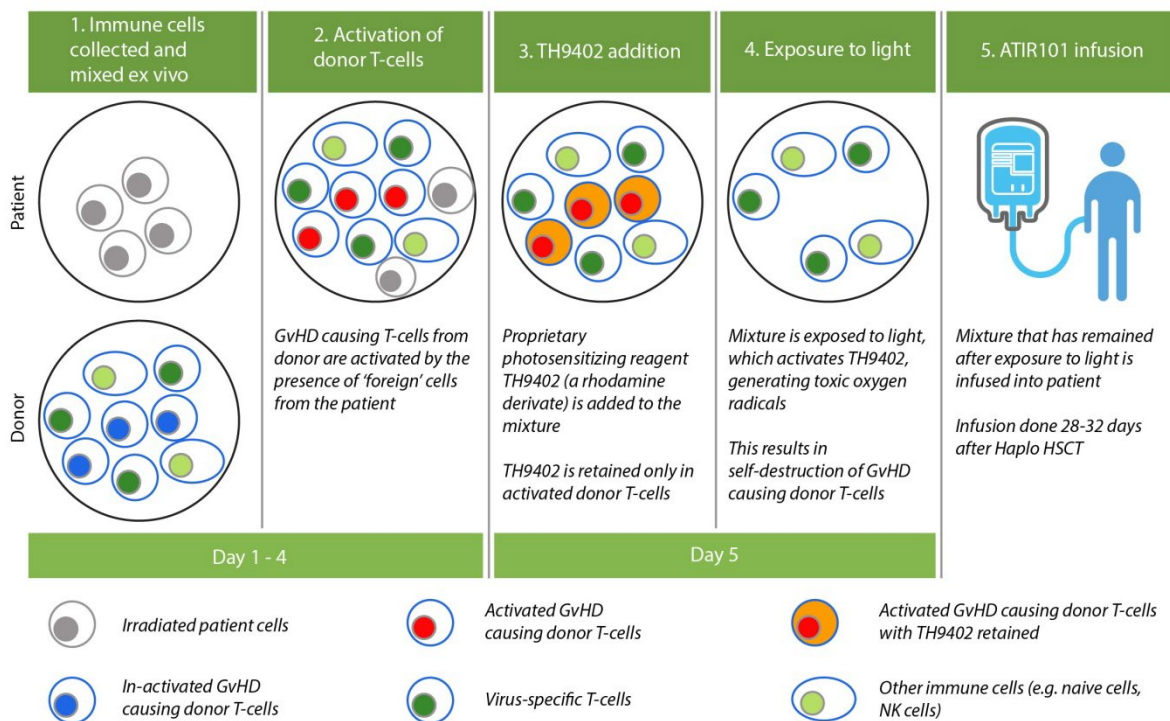 1. Immune cells
collected and
mixed ex vivo
2. Activation of
donor T-cells
3. TH9402 addition
4. Exposure to light
5. ATIR101 infusion
Patient
Donor
GvHD causing T-cells from
donor are activated by the
presence of ‘foreign’ cells
from the patient
Proprietary
photosensitizing reagent
TH9402 (a rhodamine
derivate) is added to the
mixture
TH9402 is retained only in
activated donor T-cells
Mixture is exposed to light,
which activates TH9402,
generating toxic oxygen
radicals
This results in
self-destruction of GvHD
causing donor T-cells
Mixture that has remained
after exposure to light is
infused into patient
Infusion done 28-32 days
after Haplo HSCT
Day 1 - 4
Day 5
Irradiated patient cells
Activated GvHD
causing donor T-cells
Activated GvHD causing donor T-cells
with TH9402 retained
In-activated GvHD
causing donor T-cells
Virus-specific T-cells
Other immune cells (e.g. naive cells,
NK cells)